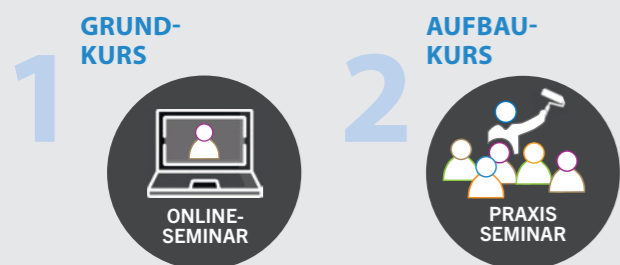 1
GRUND-
KURS
ONLINE-
SEMINAR
2
AUFBAU-
KURS
PRAXIS
SEMINAR